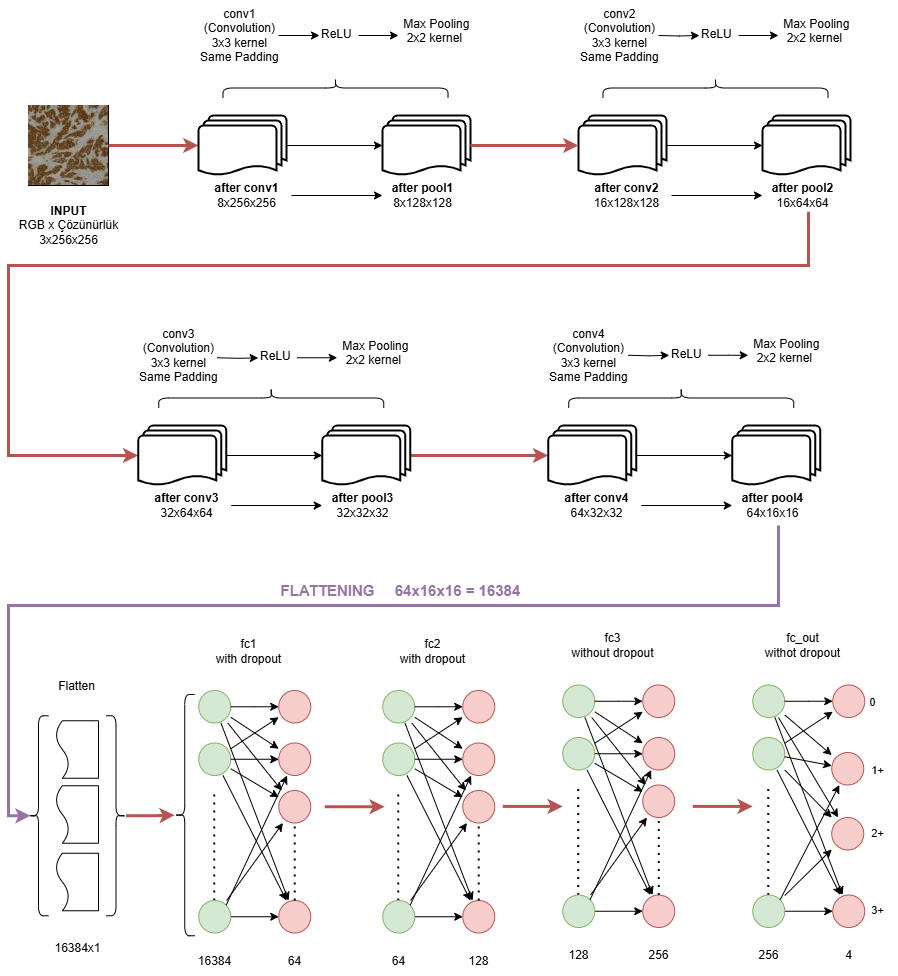 conv1
(Convolution)
3x3 kernel
Same Padding
ReLU
Max Pooling
2x2 kernel
conv2
(Convolution)
3x3 kernel
Same Padding
ReLU
Max Pooling
2x2 kernel
INPUT
RGB x Çözünürlük
3x256x256
after conv1
8x256x256
after pool1
8x128x128
after conv2
16x128x128
after pool2
16x64x64
conv3
(Convolution)
3x3 kernel
Same Padding
ReLU
Max Pooling
2x2 kernel
conv4
(Convolution)
3x3 kernel
Same Padding
ReLU
Max Pooling
2x2 kernel
after conv3
32x64x64
after pool3
32x32x32
after conv4
64x32x32
after pool4
64x16x16
FLATTENING 64x16x16 = 16384
Flatten
16384x1
fc1
with dropout
fc2
with dropout
fc3
without dropout
fc_out
withot dropout
0
1+
2+
3+
16384
64
64
128
128
256
256
4